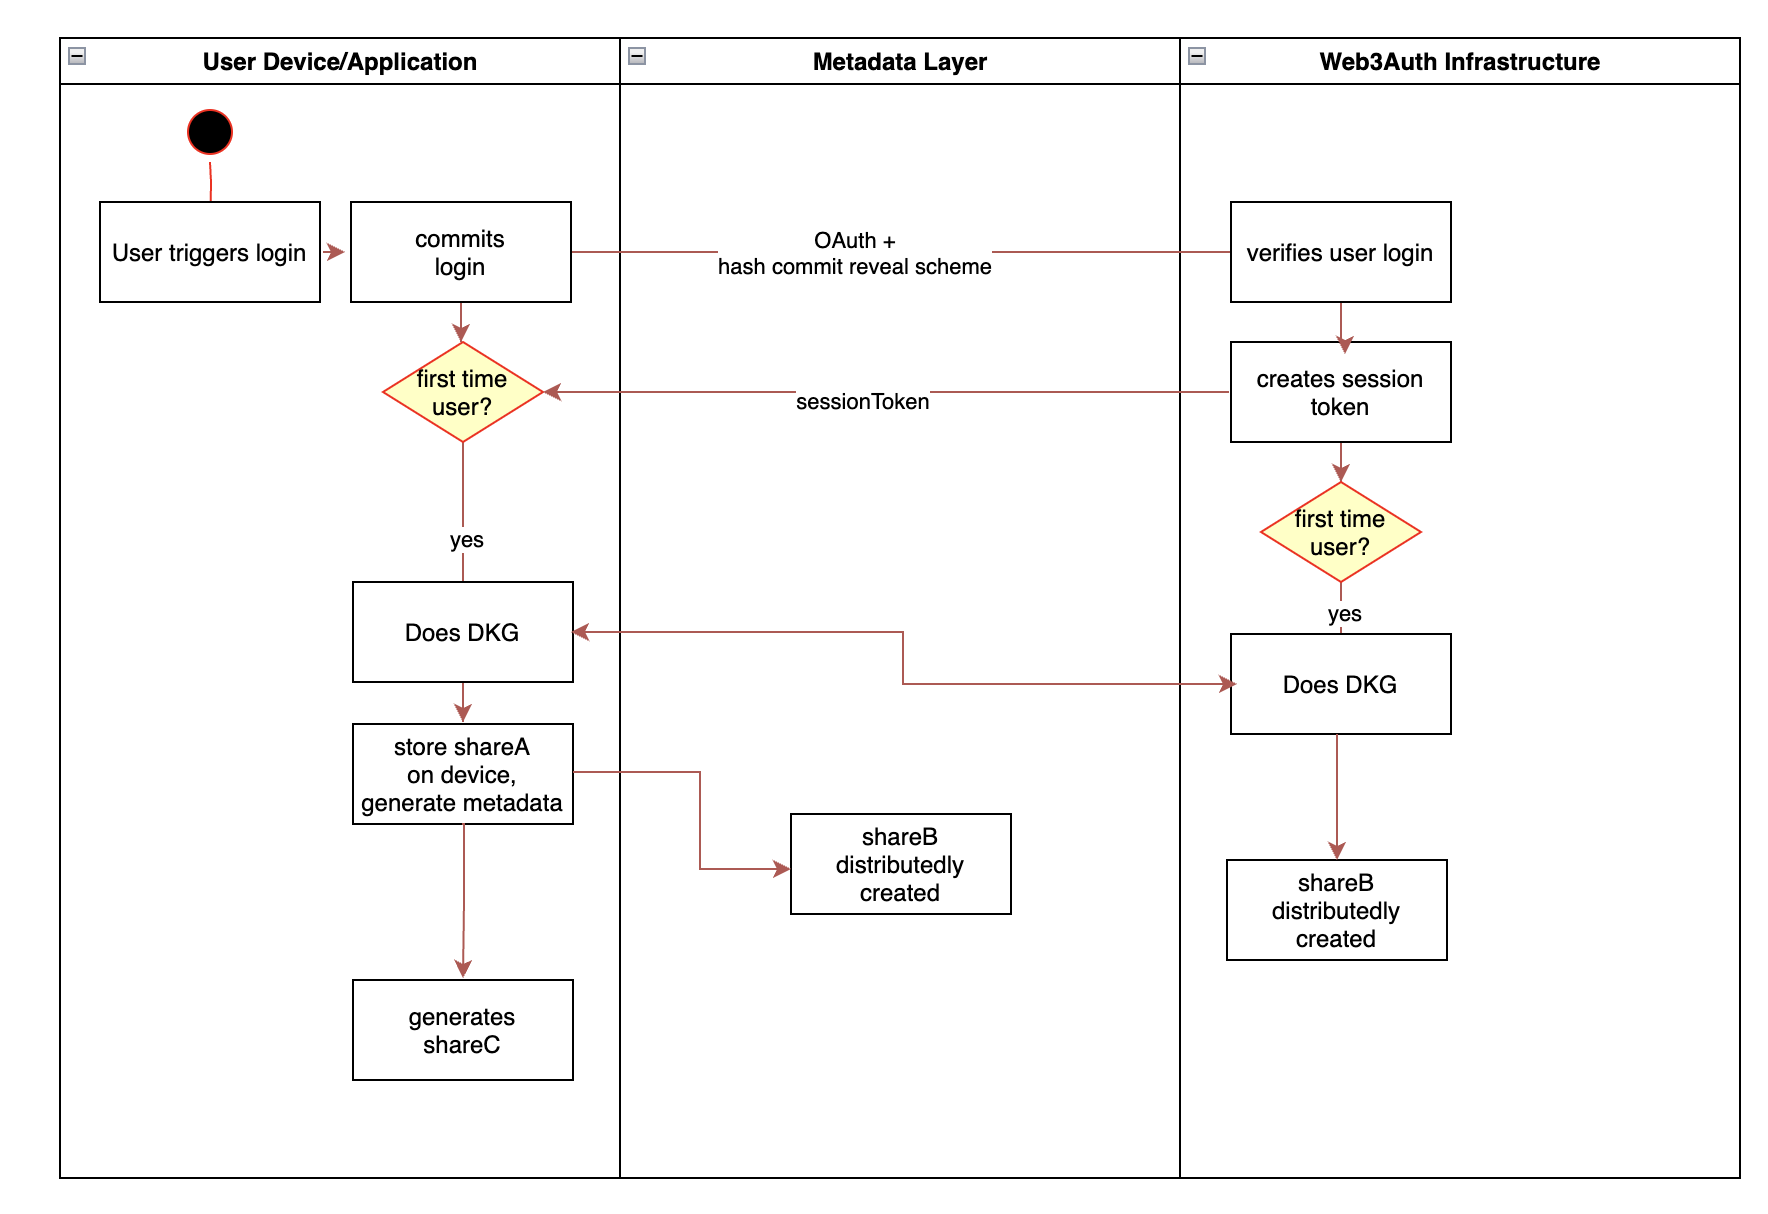 User Device/Application
Metadata Layer
Web3Auth Infrastructure
User triggers login
commits
login
OAuth +
hash commit reveal scheme
verifies user login
first time
user?
sessionToken
creates session
token
first time
user?
yes
yes
Does DKG
Does DKG
store shareA
on device,
generate metadata
shareB
distributedly
created
shareB
distributedly
created
generates
shareC